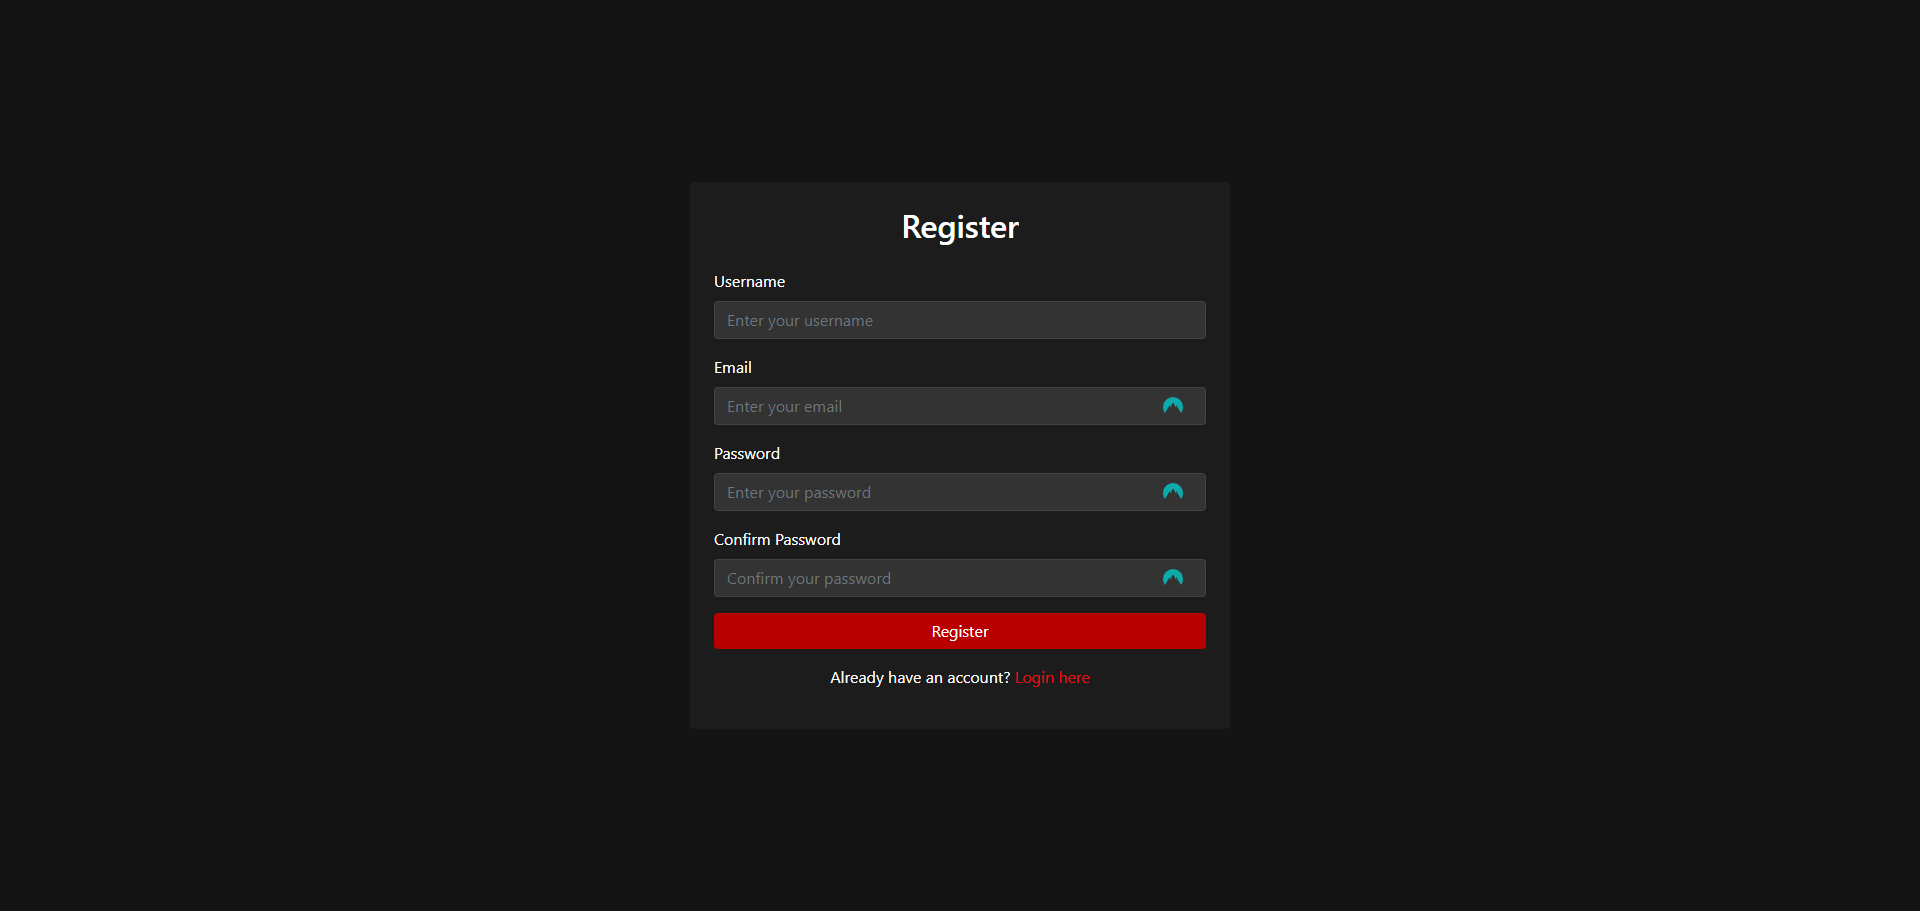 Register
Username
Enter your username
Email
Enter your email
Password
Enter your password
Confirm Password
Confirm your password
Register
Already have an account? Login here